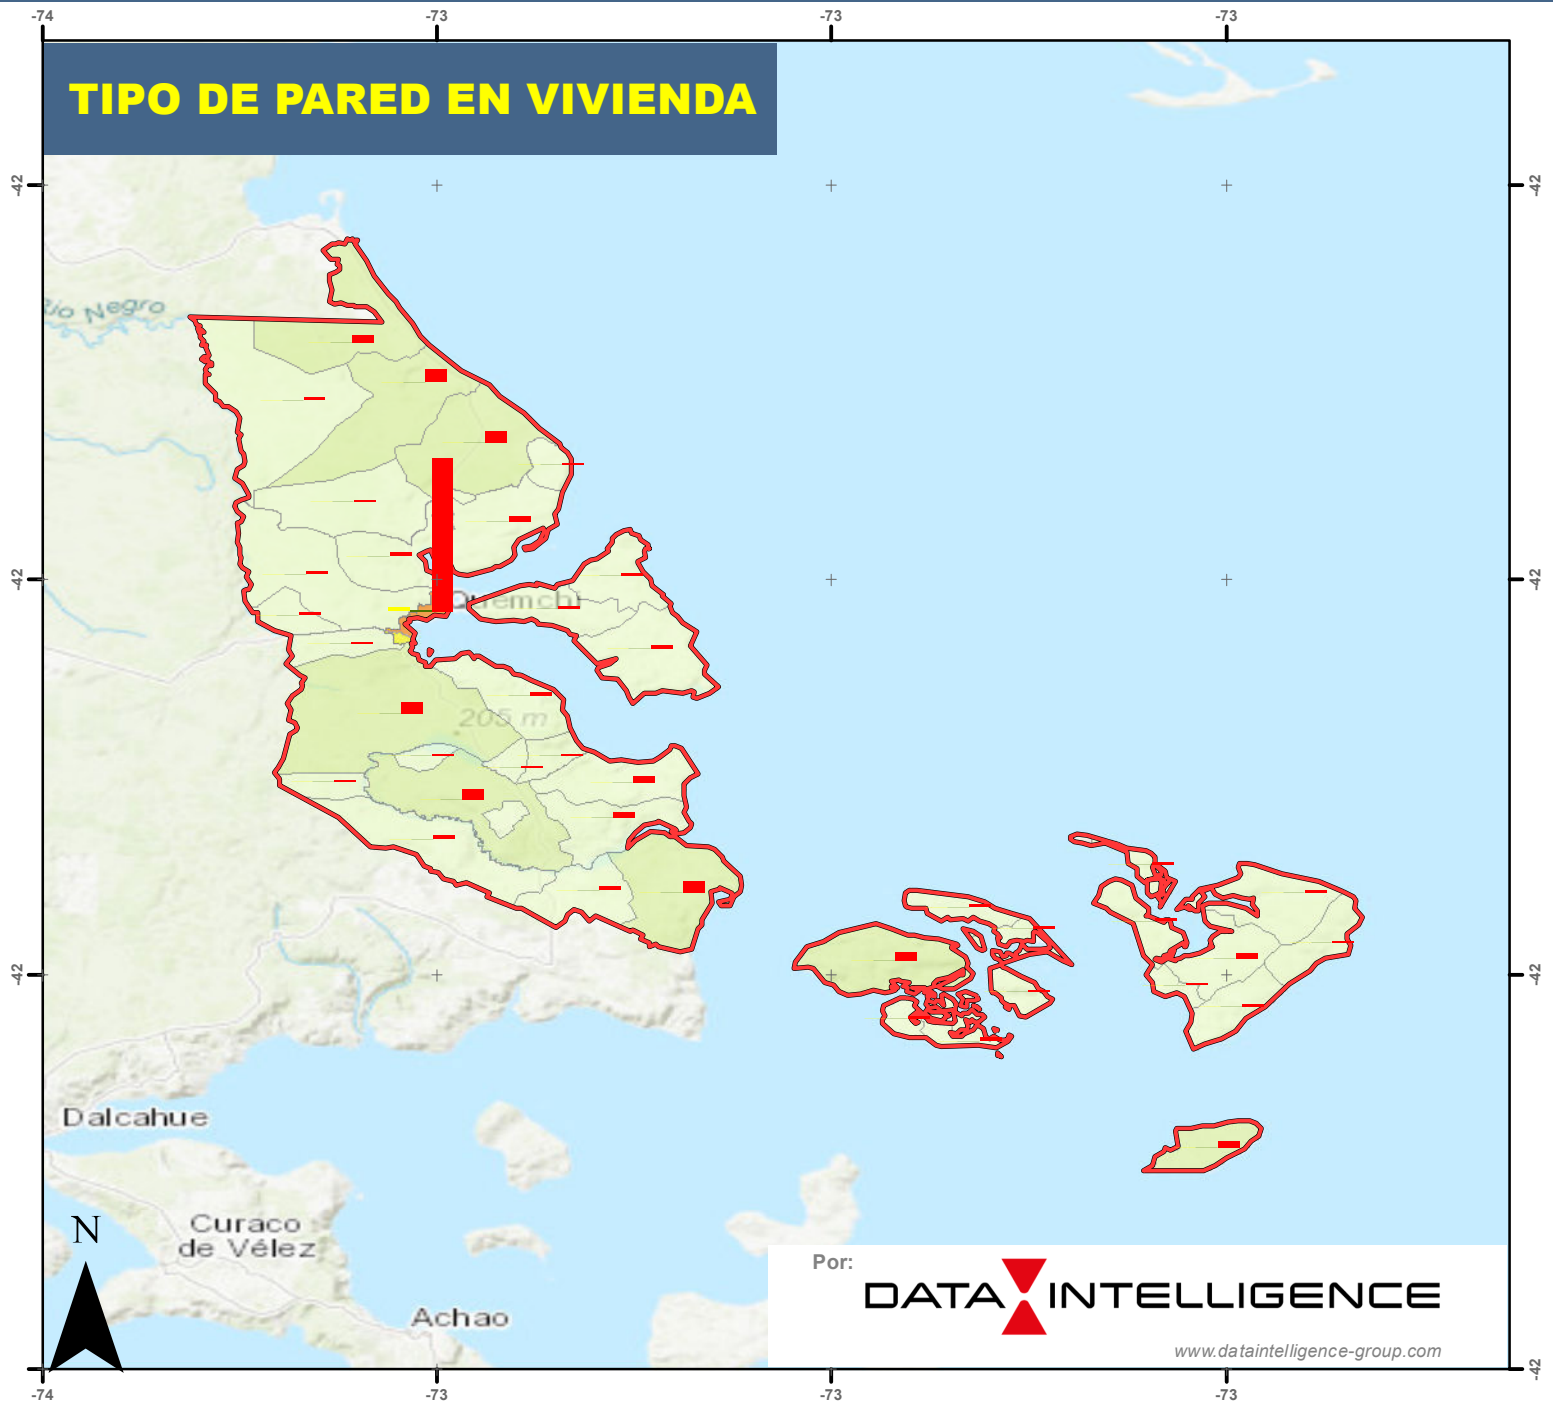 -74 -73 -73 -73
TIPO DE PARED EN VIVIENDA
-42 -42
Río Negro
-42 -42
Quemchi
205 m
-42 -42
Dalcahue
Curaco
de Vélez
N
Achao
Por:
DATA INTELLIGENCE
www.dataintelligence-group.com
-42
-74 -73 -73 -73